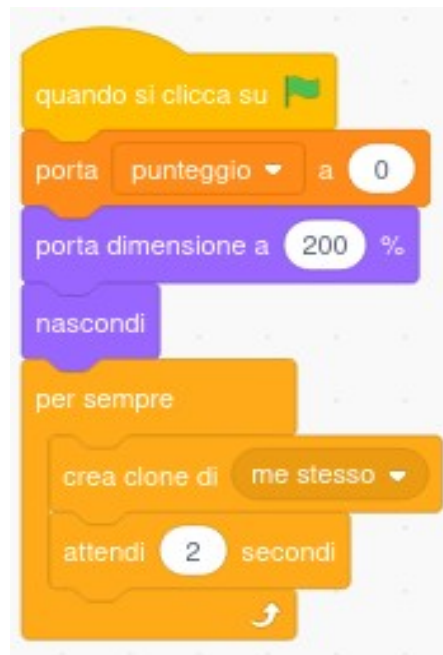 quando si clicca su
porta punteggio a 0
porta dimensione a 200 %
nascondi
per sempre
crea clone di me stesso
attendi 2 secondi